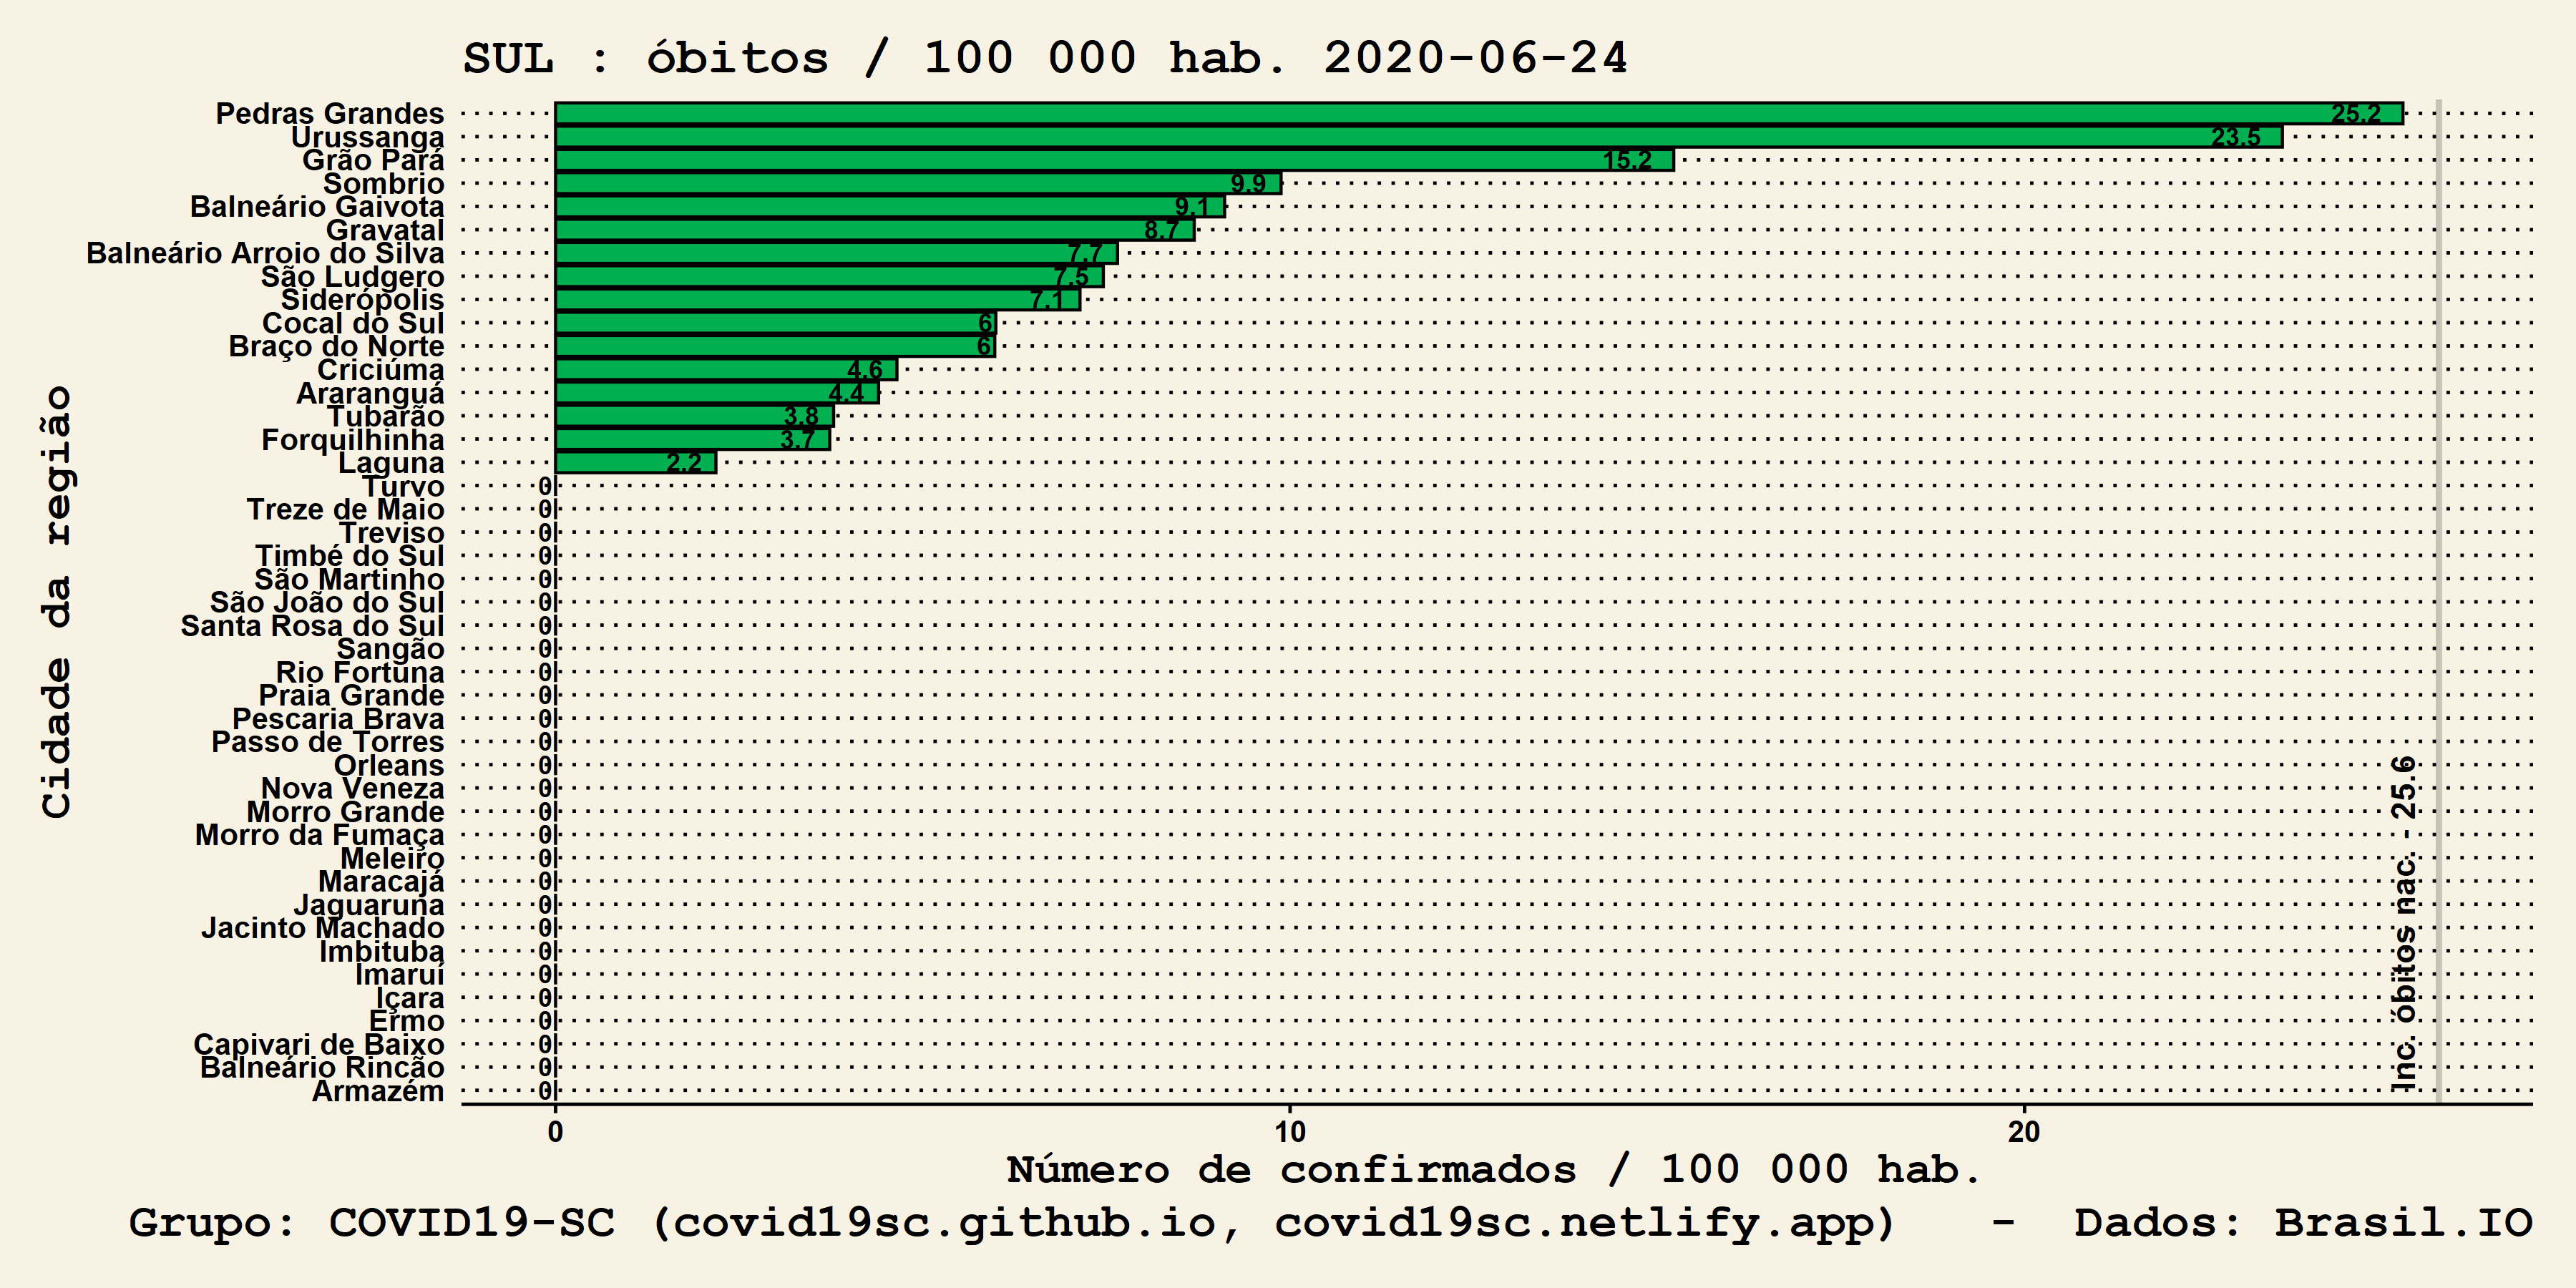 SUL : óbitos / 100 000 hab. 2020-06-24
Cidade da região
Pedras Grandes 25.2
Urussanga 23.5
Grão Pará 15.2
Sombrio 9.9
Balneário Gaivota 9.1
Gravatal 8.7
Balneário Arroio do Silva 7.7
São Ludgero 7.5
Siderópolis 7.1
Cocal do Sul 6
Braço do Norte 6
Criciúma 4.6
Araranguá 4.4
Tubarão 3.8
Forquilhinha 3.7
Laguna 2.2
Turvo 0
Treze de Maio 0
Treviso 0
Timbé do Sul 0
São Martinho 0
São João do Sul 0
Santa Rosa do Sul 0
Sangão 0
Rio Fortuna 0
Praia Grande 0
Pescaria Brava 0
Passo de Torres 0
Orleans 0
Nova Veneza 0
Morro Grande 0
Morro da Fumaça 0
Meleiro 0
Maracajá 0
Jaguaruna 0
Jacinto Machado 0
Imbituba 0
Imaruí 0
Içara 0
Ermo 0
Capivari de Baixo 0
Balneário Rincão 0
Armazém 0
Inc. óbitos nac. - 25.6
0 10 20
Número de confirmados / 100 000 hab.
Grupo: COVID19-SC (covid19sc.github.io, covid19sc.netlify.app) - Dados: Brasil.IO